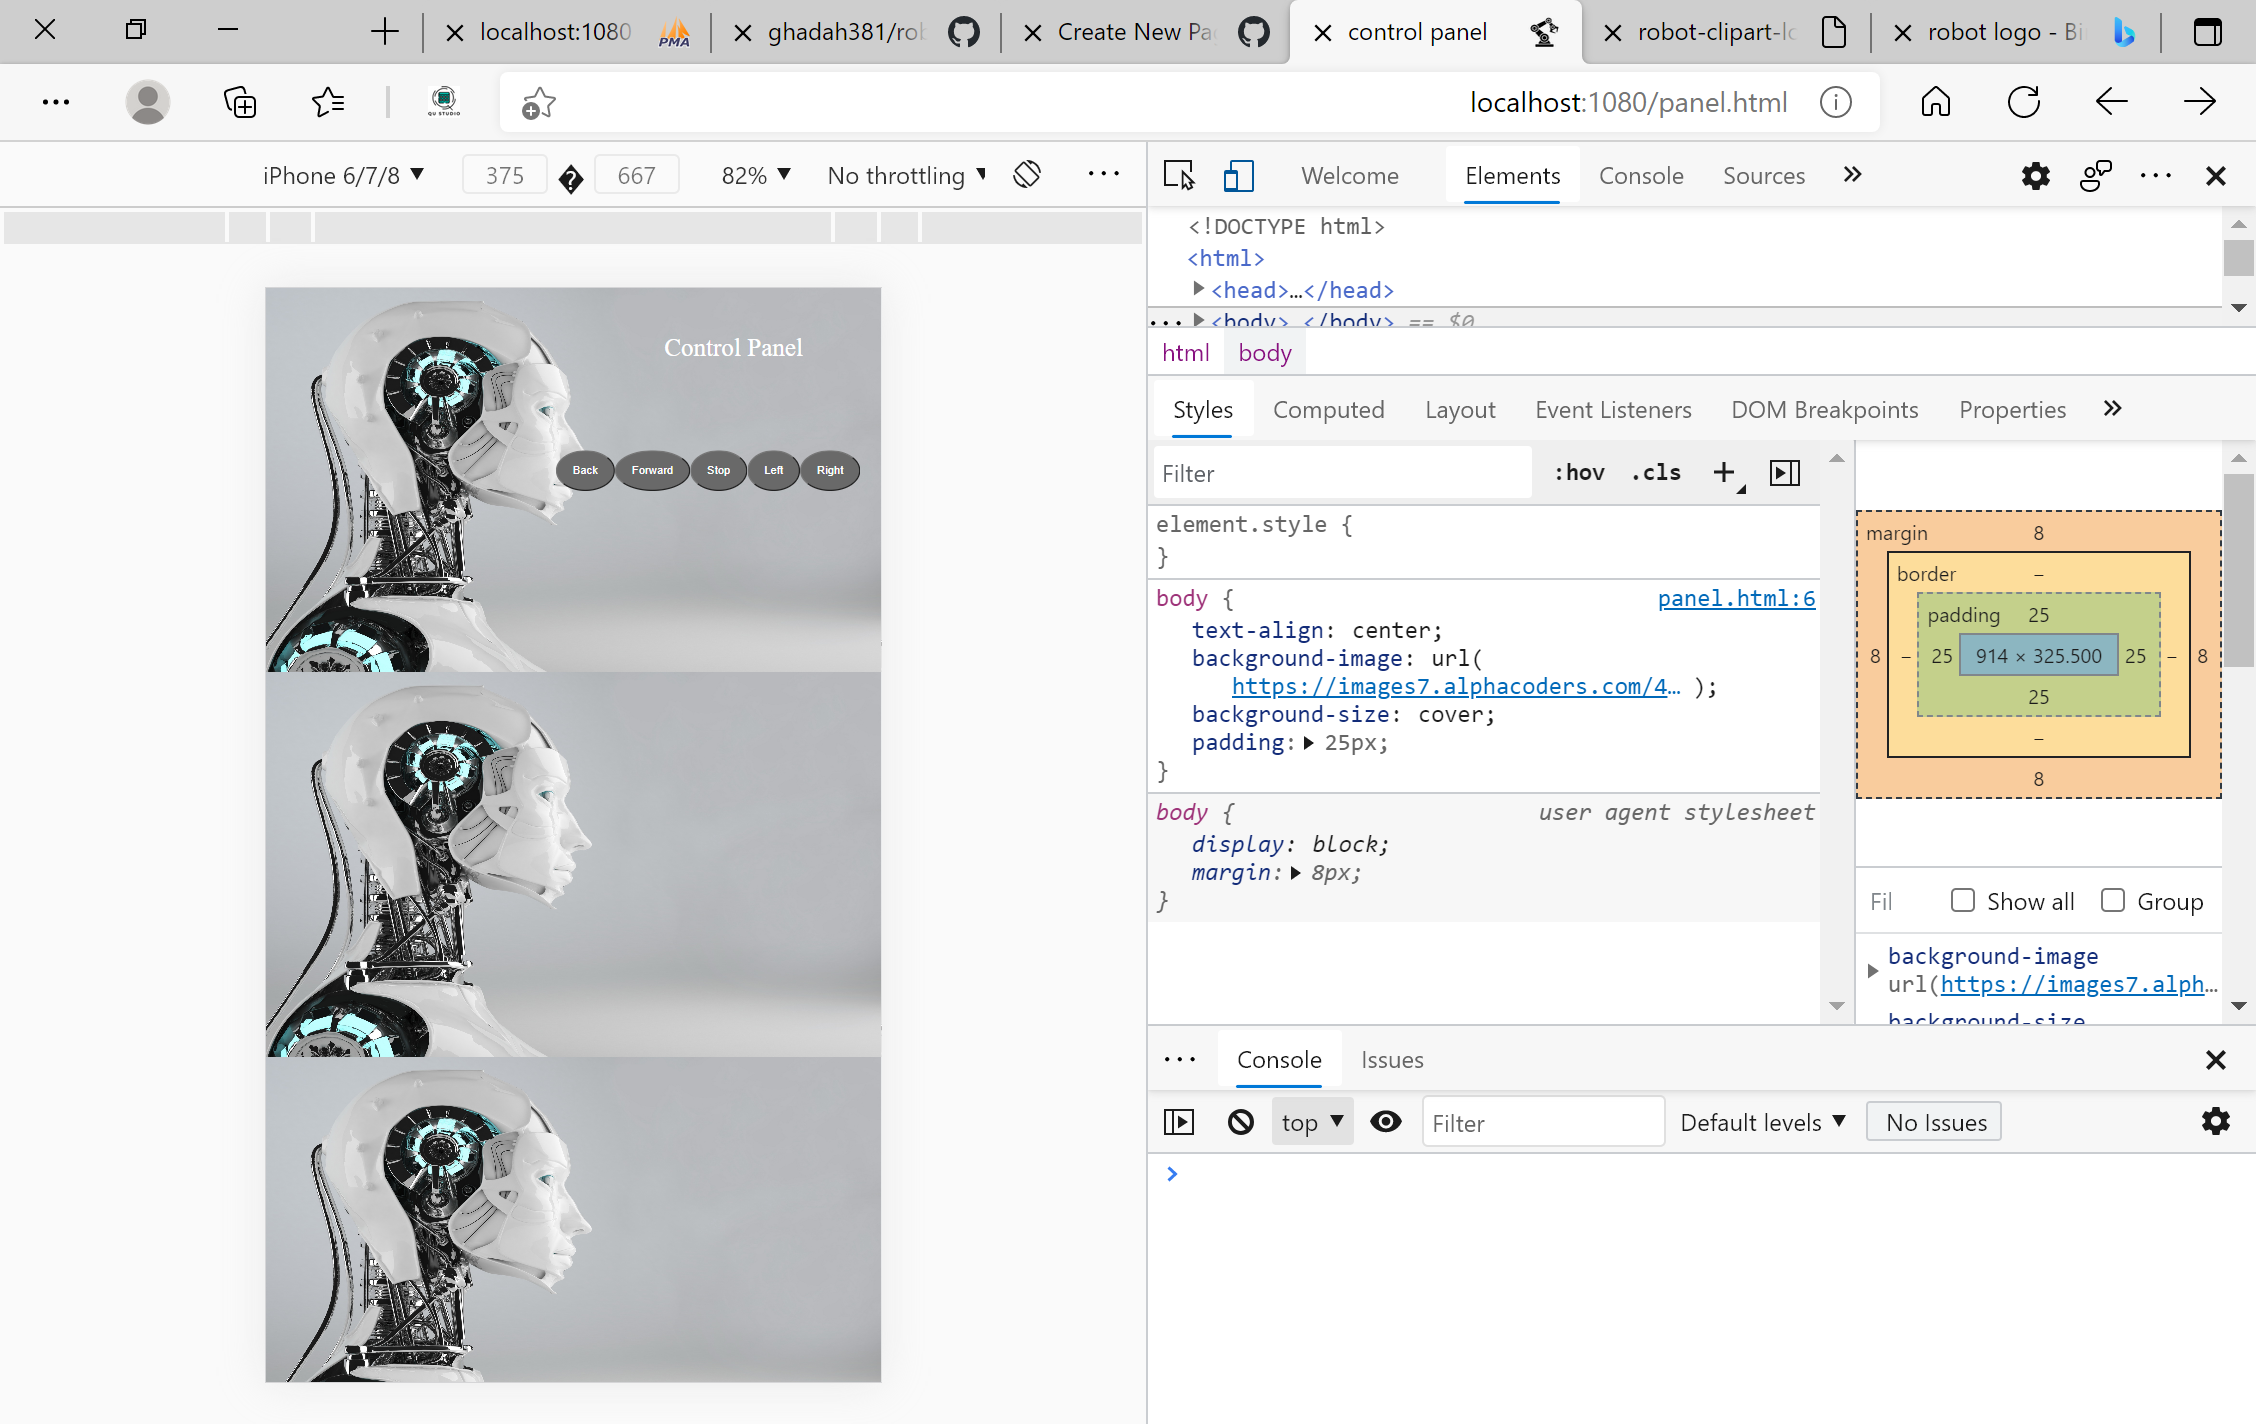 localhost:1080
PMA
ghadah381/rob
Create New Pag
control panel
robot-clipart-lo
robot logo - Bi
QU STUDIO
localhost:1080/panel.html
iPhone 6/7/8 ▼ 375 � 667 82% ▼ No throttling ▼
Welcome Elements Console Sources »
<!DOCTYPE html>
<html>
<head>…</head>
<body> </body> == $0
html body
Styles Computed Layout Event Listeners DOM Breakpoints Properties »
Filter :hov .cls +
element.style {
}
body { panel.html:6
text-align: center;
background-image: url(
https://images7.alphacoders.com/4… );
background-size: cover;
padding: 25px;
}
body { user agent stylesheet
display: block;
margin: 8px;
}
margin 8
border –
padding 25
8 – 25 914 × 325.500 25 – 8
25
–
8
Fil Show all Group
background-image
url(https://images7.alph…
background-size
Console Issues
top ▼ Filter Default levels ▼ No Issues
>
Control Panel
Back Forward Stop Left Right